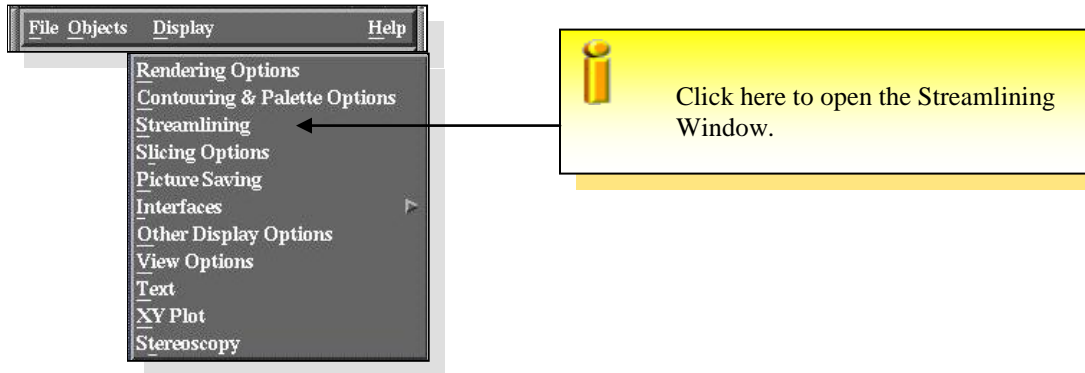 File Objects Display Help
Rendering Options
Contouring & Palette Options
Streamlining
Slicing Options
Picture Saving
Interfaces
Other Display Options
View Options
Text
XY Plot
Stereoscopy
Click here to open the Streamlining
Window.